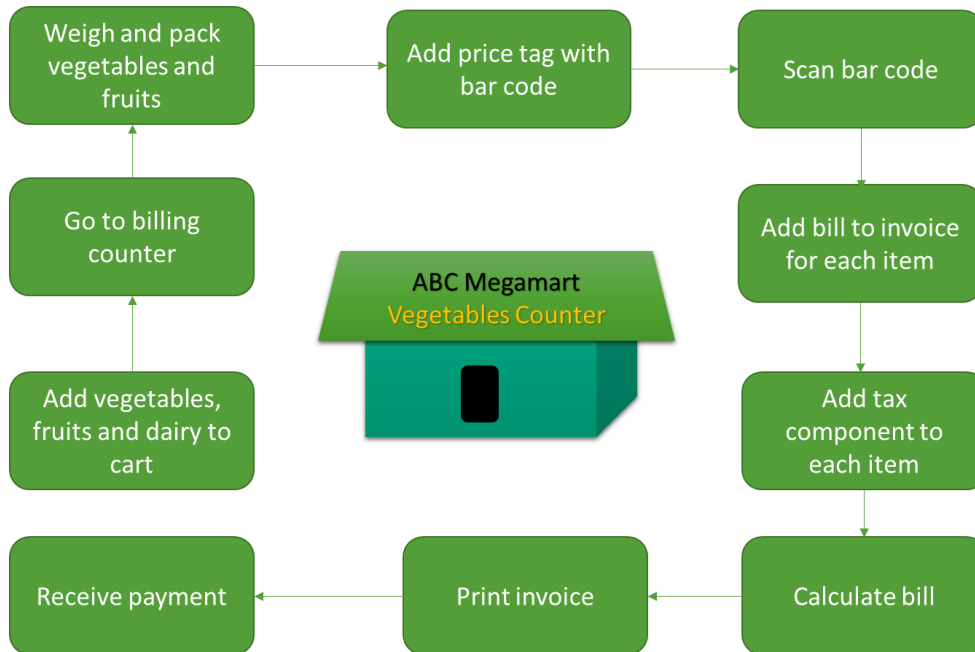 Weigh and pack
vegetables and
fruits
Add price tag with
bar code
Scan bar code
Go to billing
counter
Add bill to invoice
for each item
ABC Megamart
Vegetables Counter
Add vegetables,
fruits and dairy to
cart
Add tax
component to
each item
Receive payment
Print invoice
Calculate bill